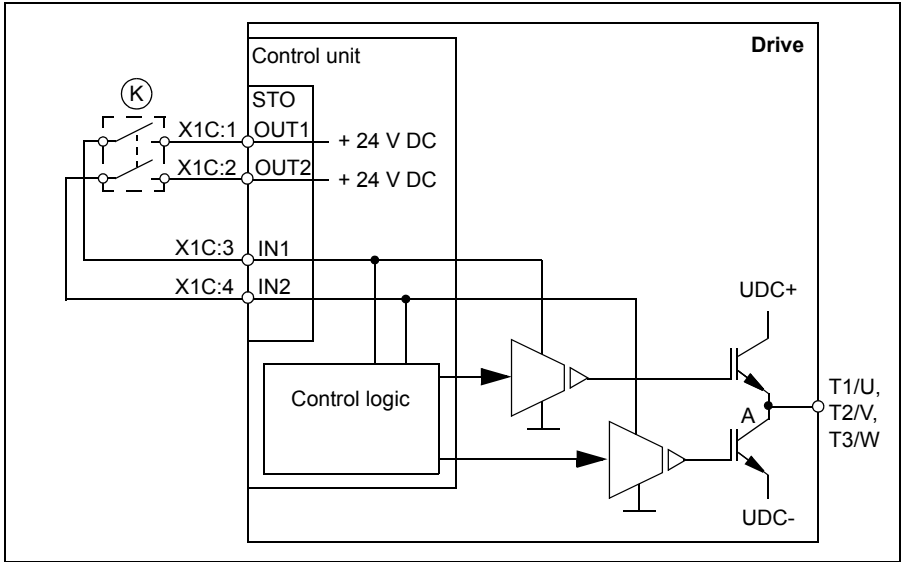 Drive
Control unit
K
STO
X1C:1 OUT1 + 24 V DC
X1C:2 OUT2 + 24 V DC
X1C:3 IN1
X1C:4 IN2
UDC+
Control logic
A
T1/U,
T2/V,
T3/W
UDC-